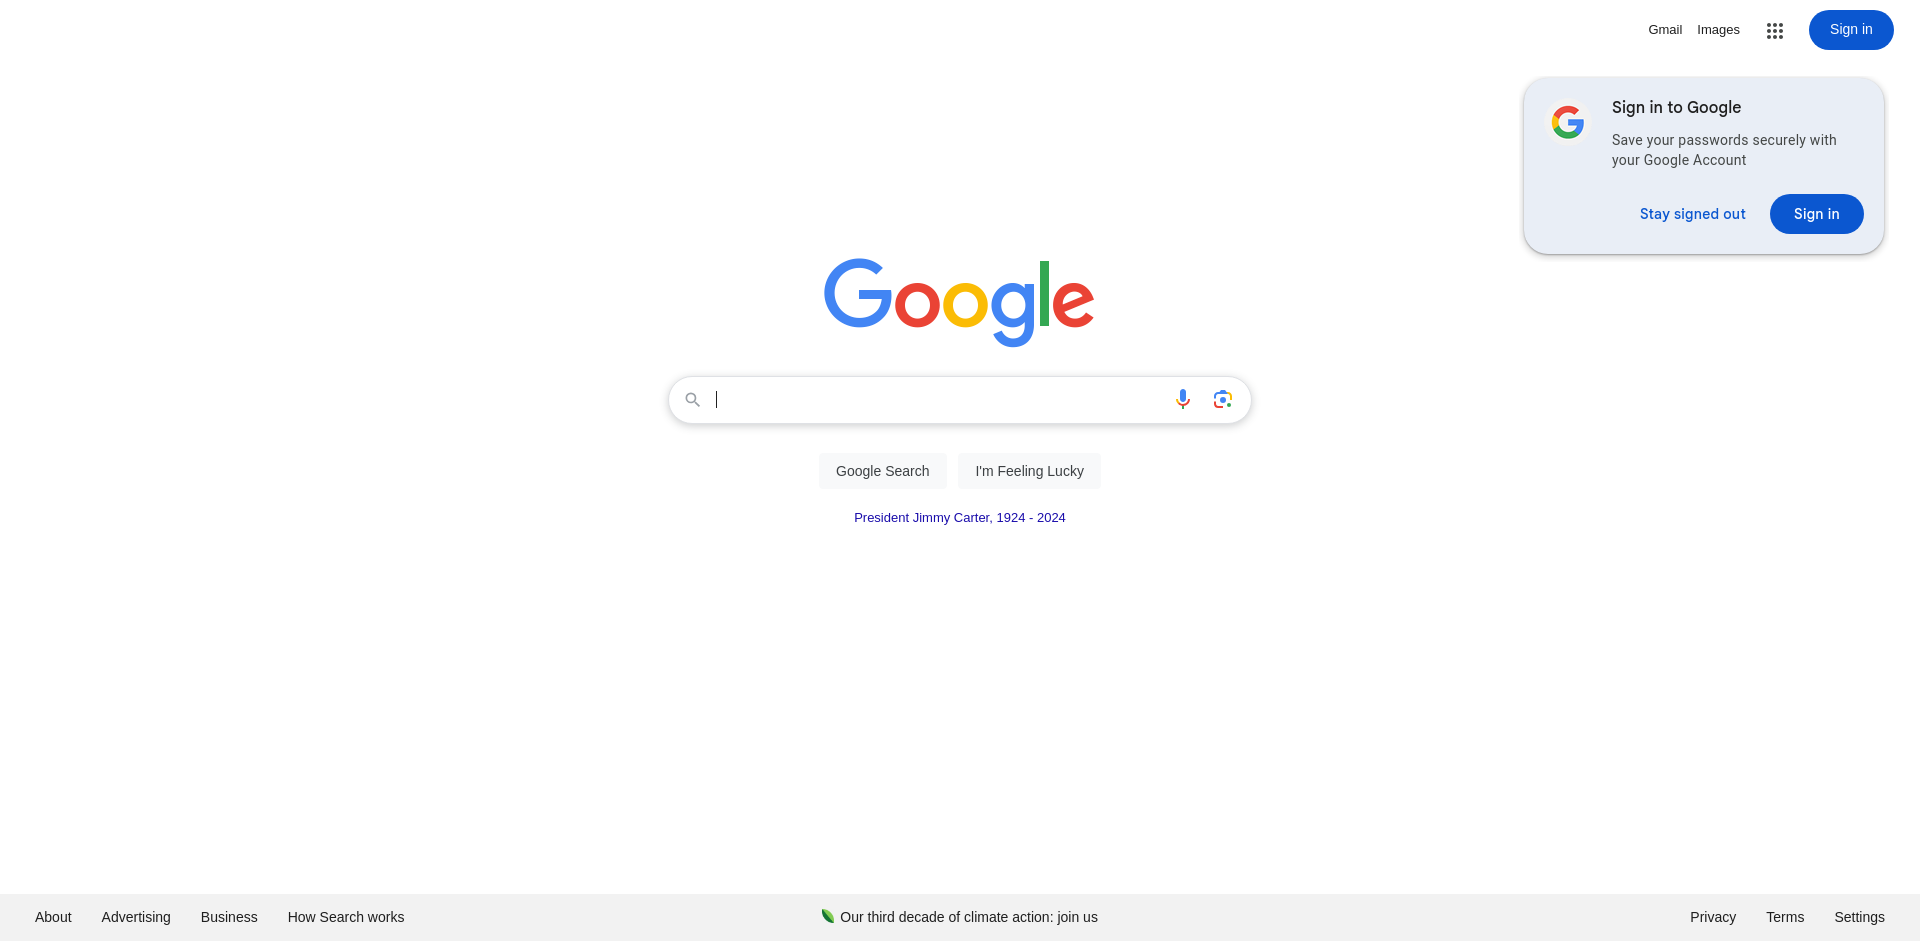 Gmail Images Sign in
Sign in to Google
Save your passwords securely with
your Google Account
Stay signed out Sign in
Google
Google Search I'm Feeling Lucky
President Jimmy Carter, 1924 - 2024
About Advertising Business How Search works Our third decade of climate action: join us Privacy Terms Settings